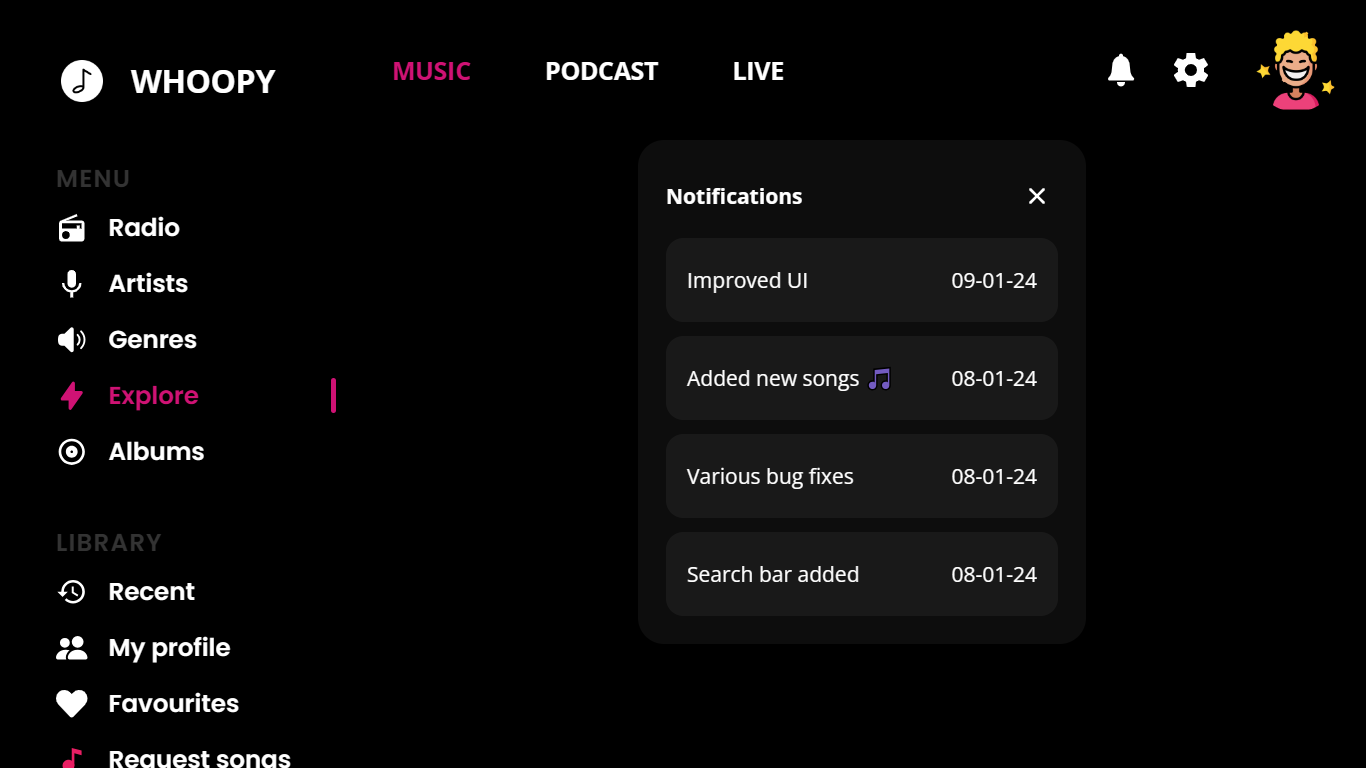 WHOOPY
MUSIC PODCAST LIVE
MENU
Radio
Artists
Genres
Explore
Albums
LIBRARY
Recent
My profile
Favourites
Request songs
Notifications
Improved UI 09-01-24
Added new songs 🎵 08-01-24
Various bug fixes 08-01-24
Search bar added 08-01-24